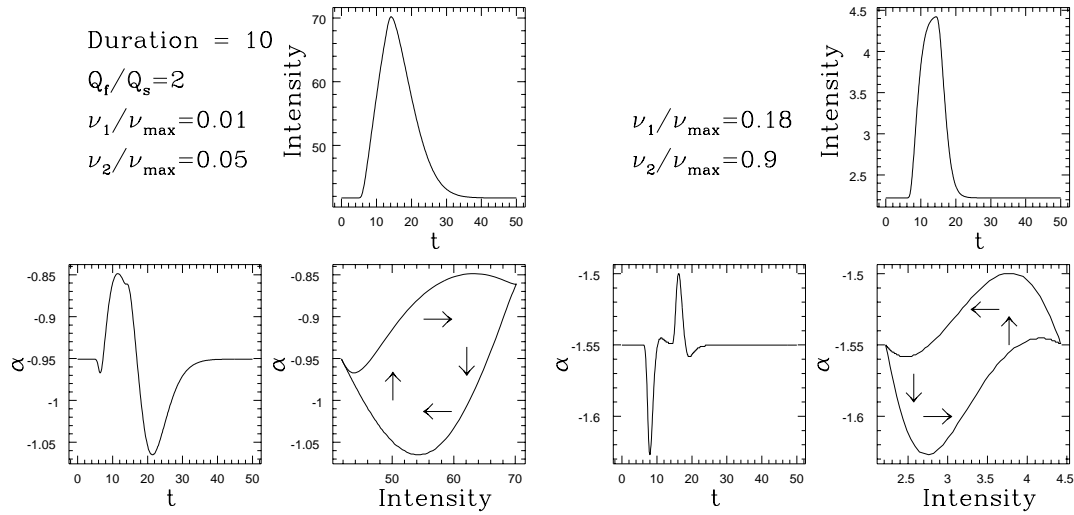 Duration = 10
Q_f/Q_s=2
ν_1/ν_max=0.01
ν_2/ν_max=0.05
Intensity
70
60
50
0 10 20 30 40 50
t
ν_1/ν_max=0.18
ν_2/ν_max=0.9
Intensity
4.5
4
3.5
3
2.5
0 10 20 30 40 50
t
α
-0.85
-0.9
-0.95
-1
-1.05
0 10 20 30 40 50
t
α
-0.85
-0.9
-0.95
-1
-1.05
50 60 70
Intensity
α
-1.5
-1.55
-1.6
0 10 20 30 40 50
t
α
-1.5
-1.55
-1.6
2.5 3 3.5 4 4.5
Intensity